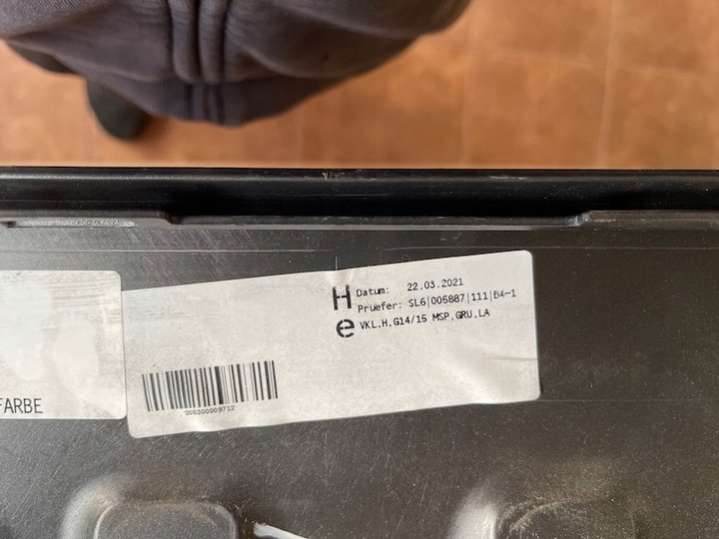 H
e
Datum: 22.03.2021
Pruefer: SL6|005887|111|B4-1
VKL.H.G14/15 MSP.GRU.LA
FARBE